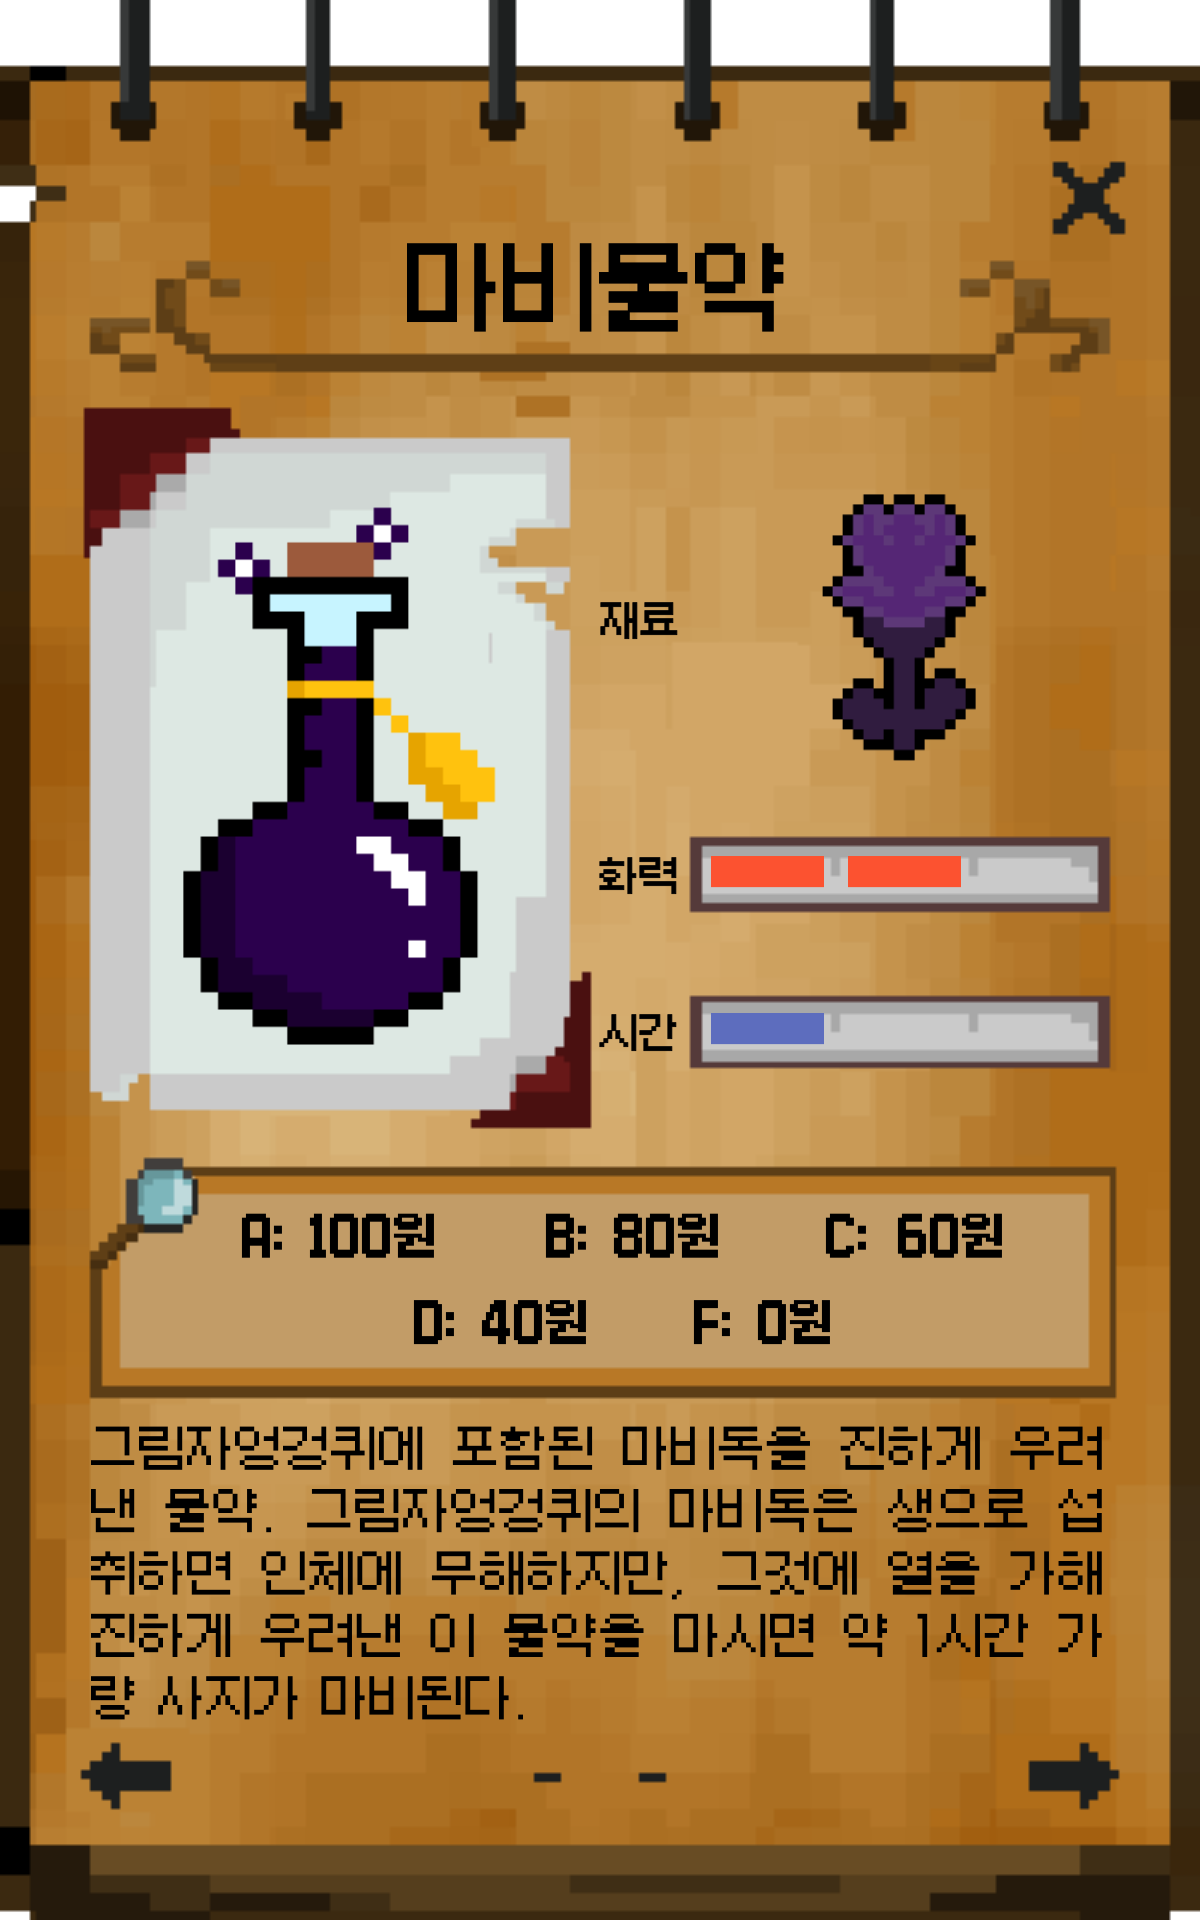 마비물약
재료
화력
시간
A: 100원 B: 80원 C: 60원
D: 40원 F: 0원
그림자엉겅퀴에 포함된 마비독을 진하게 우려
낸 물약. 그림자엉겅퀴의 마비독은 생으로 섭
취하면 인체에 무해하지만, 그것에 열을 가해
진하게 우려낸 이 물약을 마시면 약 1시간 가
량 사지가 마비된다.
- -